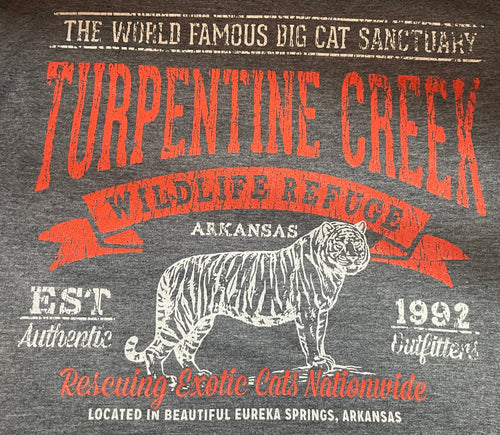 THE WORLD FAMOUS BIG CAT SANCTUARY
TURPENTINE CREEK
WILDLIFE REFUGE
ARKANSAS
EST 1992
Authentic Outfitters
Rescuing Exotic Cats Nationwide
LOCATED IN BEAUTIFUL EUREKA SPRINGS, ARKANSAS